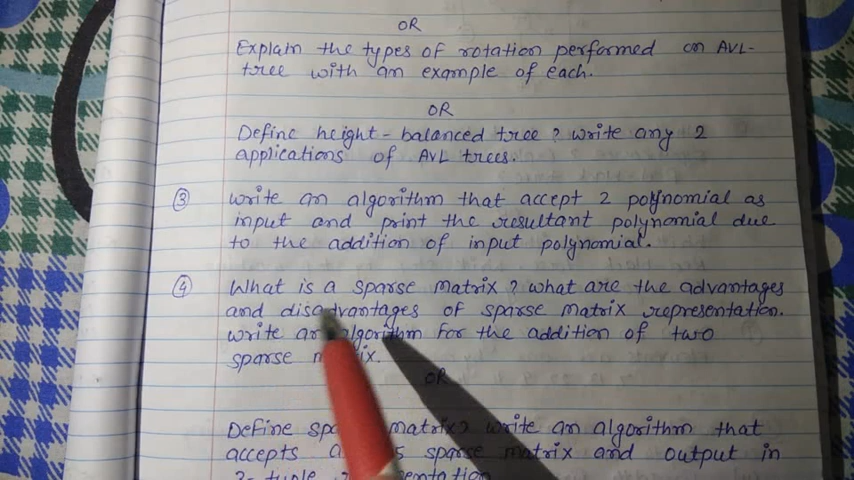 OR
Explain the types of rotation performed on AVL-
tree with an example of each.
OR
Define height-balanced tree? write any 2
applications of AVL trees.
③ write an algorithm that accept 2 polynomial as
input and print the resultant polynomial due
to the addition of input polynomial.
④ What is a sparse matrix? what are the advantages
and disadvantages of sparse matrix representation.
write an algorithm for the addition of two
sparse
OR
Define write an algorithm that
accepts sparse matrix and output in
3-tuple